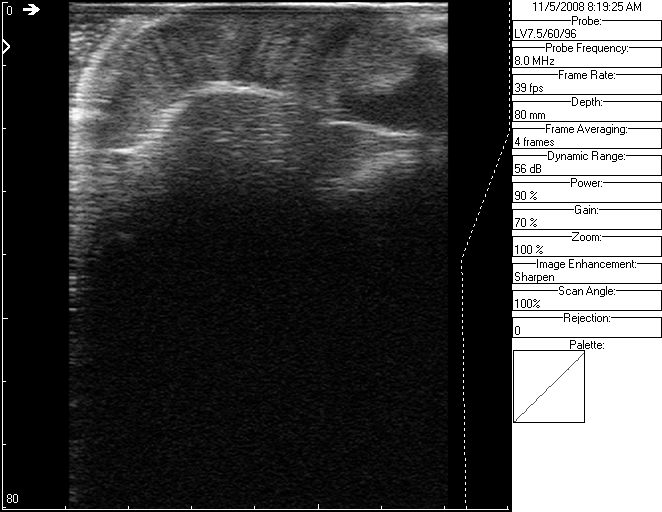 0
80
11/5/2008 8:19:25 AM
Probe:
LV7.5/60/96
Probe Frequency:
8.0 MHz
Frame Rate:
39 fps
Depth:
80 mm
Frame Averaging:
4 frames
Dynamic Range:
56 dB
Power:
90 %
Gain:
70 %
Zoom:
100 %
Image Enhancement:
Sharpen
Scan Angle:
100%
Rejection:
0
Palette: